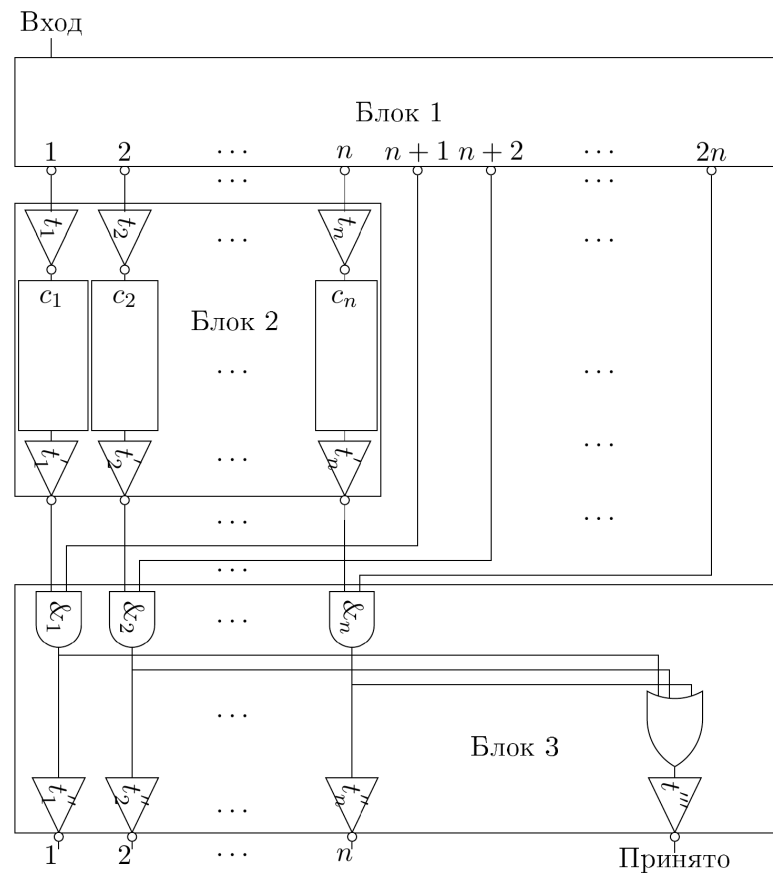 Вход
Блок 1
1 2 ... n n + 1 n + 2 ... 2n
... ...
t₁ t₂ ... tₙ ...
c₁ c₂ cₙ
Блок 2
... ...
t′₁ t′₂ ... t′ₙ ...
... ...
...
&₁ &₂ ... &ₙ
...
Блок 3
t″₁ t″₂ ... t″ₙ t‴
1 2 ... n Принято